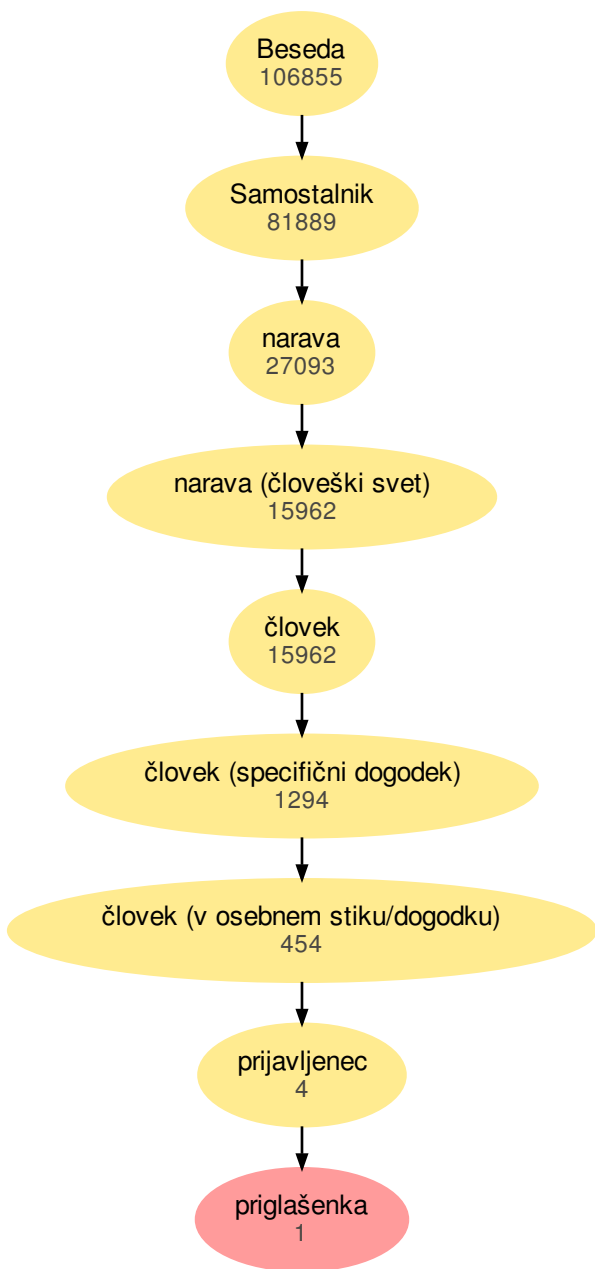 Beseda
106855
Samostalnik
81889
narava
27093
narava (človeški svet)
15962
človek
15962
človek (specifični dogodek)
1294
človek (v osebnem stiku/dogodku)
454
prijavljenec
4
priglašenka
1